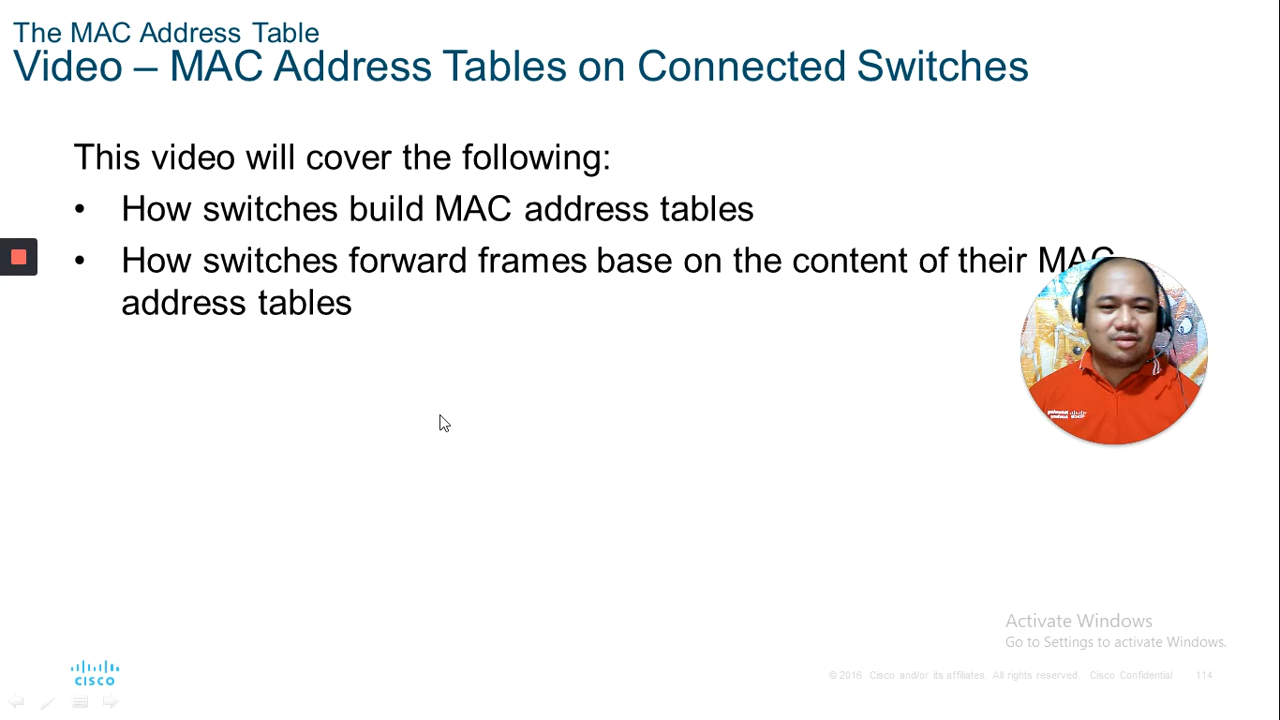 The MAC Address Table
Video – MAC Address Tables on Connected Switches
This video will cover the following:
• How switches build MAC address tables
• How switches forward frames base on the content of their MAC
address tables
Activate Windows
Go to Settings to activate Windows.
CISCO
© 2016 Cisco and/or its affiliates. All rights reserved. Cisco Confidential 114